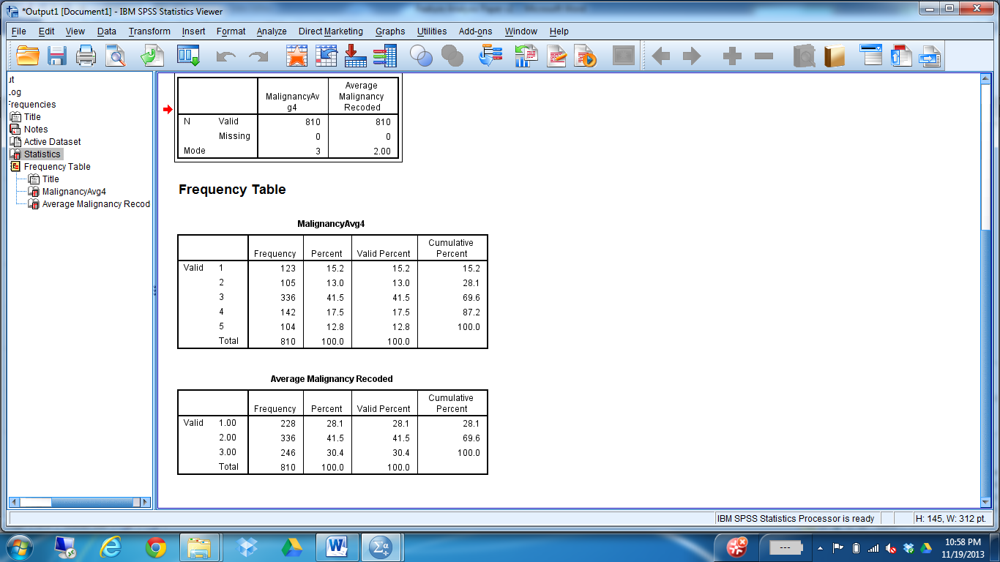 *Output1 [Document1] - IBM SPSS Statistics Viewer
File Edit View Data Transform Insert Format Analyze Direct Marketing Graphs Utilities Add-ons Window Help
ut
Log
Frequencies
Title
Notes
Active Dataset
Statistics
Frequency Table
Title
MalignancyAvg4
Average Malignancy Recod
MalignancyAv
g4
Average
Malignancy
Recoded
N Valid 810 810
Missing 0 0
Mode 3 2.00
Frequency Table
MalignancyAvg4
Frequency Percent Valid Percent Cumulative
Percent
Valid 1 123 15.2 15.2 15.2
2 105 13.0 13.0 28.1
3 336 41.5 41.5 69.6
4 142 17.5 17.5 87.2
5 104 12.8 12.8 100.0
Total 810 100.0 100.0
Average Malignancy Recoded
Frequency Percent Valid Percent Cumulative
Percent
Valid 1.00 228 28.1 28.1 28.1
2.00 336 41.5 41.5 69.6
3.00 246 30.4 30.4 100.0
Total 810 100.0 100.0
IBM SPSS Statistics Processor is ready H: 145, W: 312 pt.
10:58 PM
11/19/2013